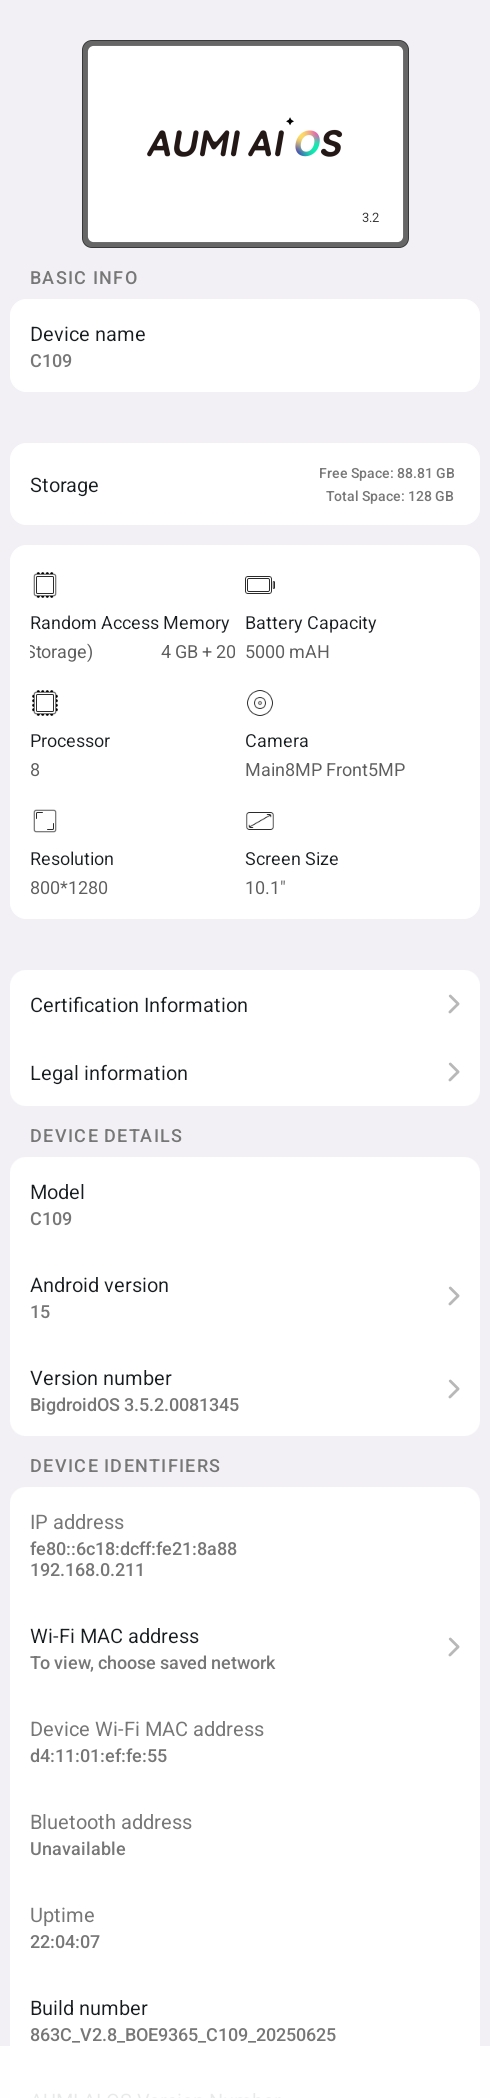 AUMI AI OS
3.2
BASIC INFO
Device name
C109
Storage
Free Space: 88.81 GB
Total Space: 128 GB
Random Access Memory
Storage) 4 GB + 20
Battery Capacity
5000 mAH
Processor
8
Camera
Main8MP Front5MP
Resolution
800*1280
Screen Size
10.1"
Certification Information
Legal information
DEVICE DETAILS
Model
C109
Android version
15
Version number
BigdroidOS 3.5.2.0081345
DEVICE IDENTIFIERS
IP address
fe80::6c18:dcff:fe21:8a88
192.168.0.211
Wi-Fi MAC address
To view, choose saved network
Device Wi-Fi MAC address
d4:11:01:ef:fe:55
Bluetooth address
Unavailable
Uptime
22:04:07
Build number
863C_V2.8_BOE9365_C109_20250625